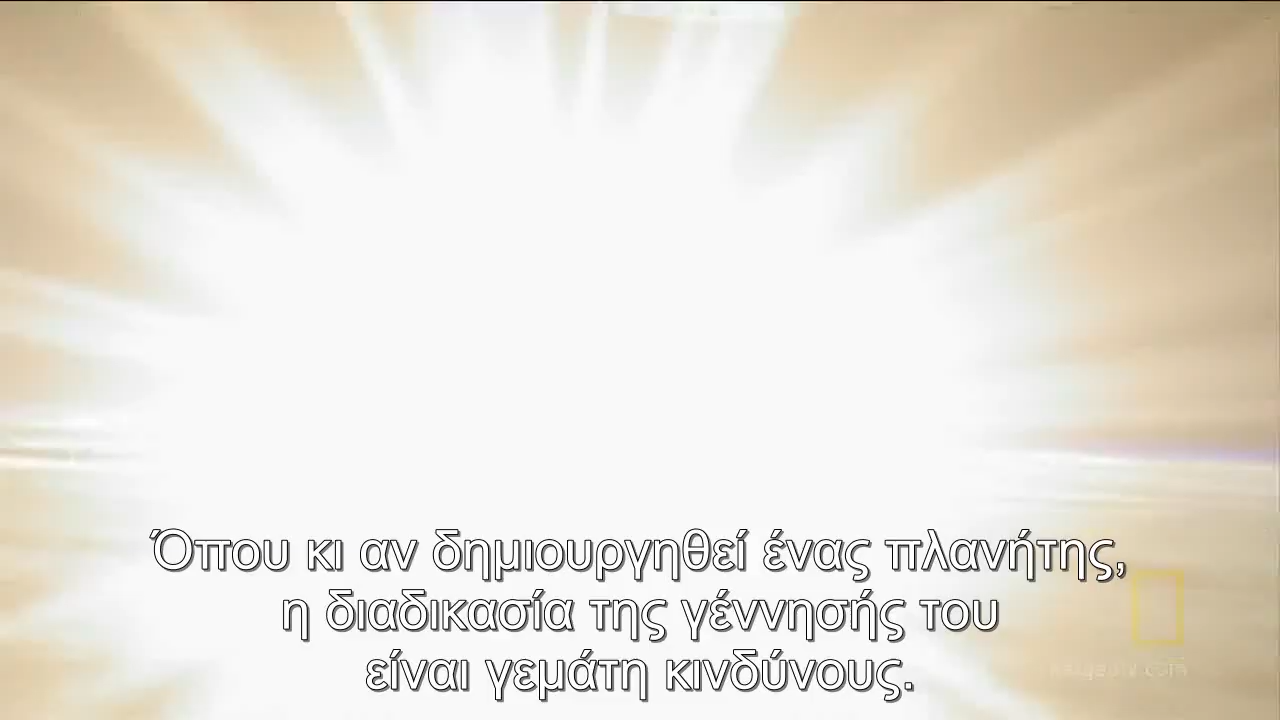 Όπου κι αν δημιουργηθεί ένας πλανήτης,
η διαδικασία της γέννησής του
είναι γεμάτη κινδύνους.